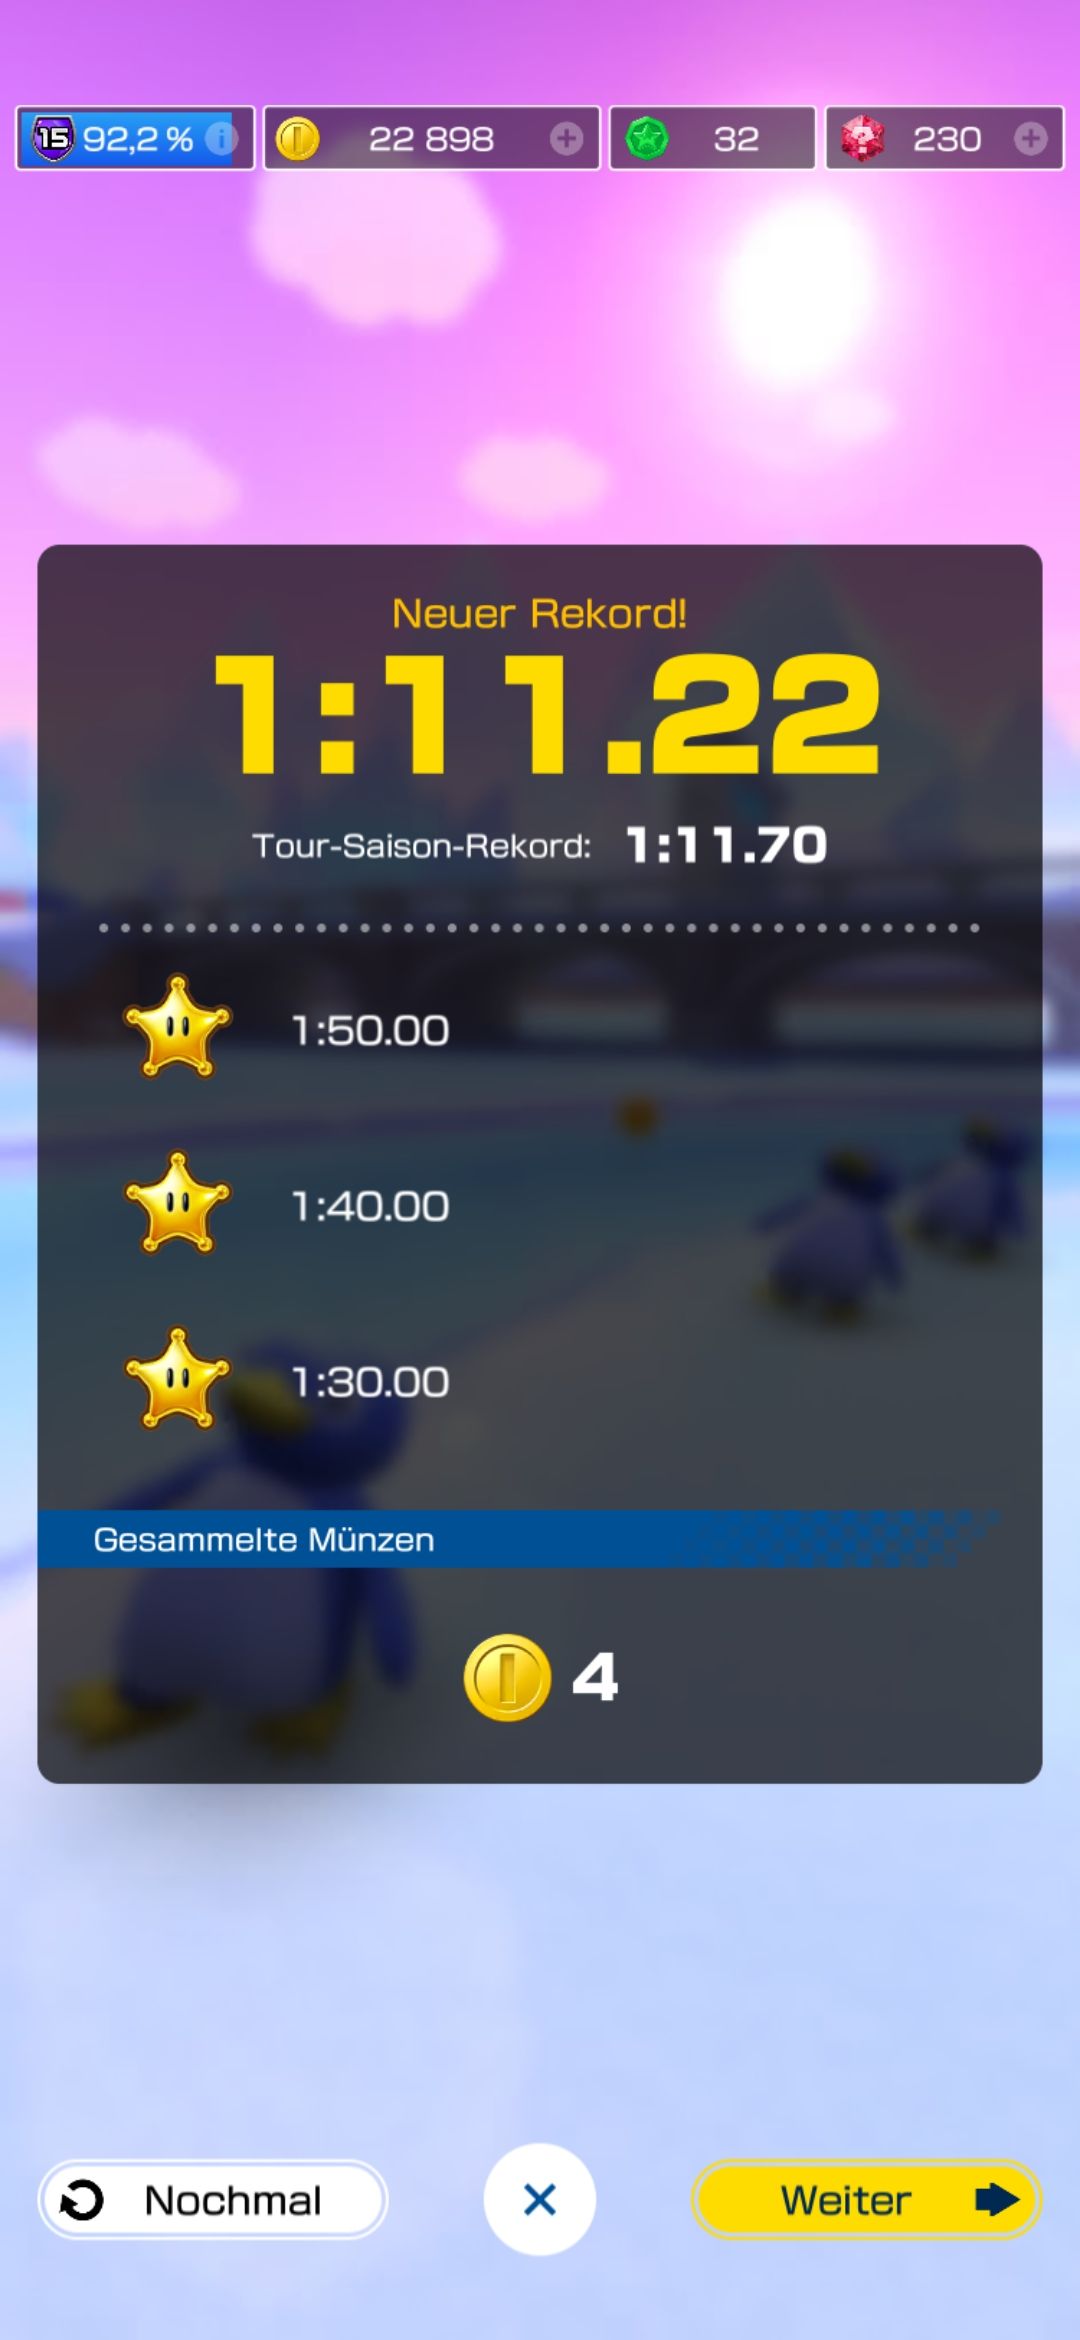 15 92,2 % i 22 898 + 32 ? 230 +
Neuer Rekord!
1:11.22
Tour-Saison-Rekord: 1:11.70
1:50.00
1:40.00
1:30.00
Gesammelte Münzen
4
Nochmal × Weiter